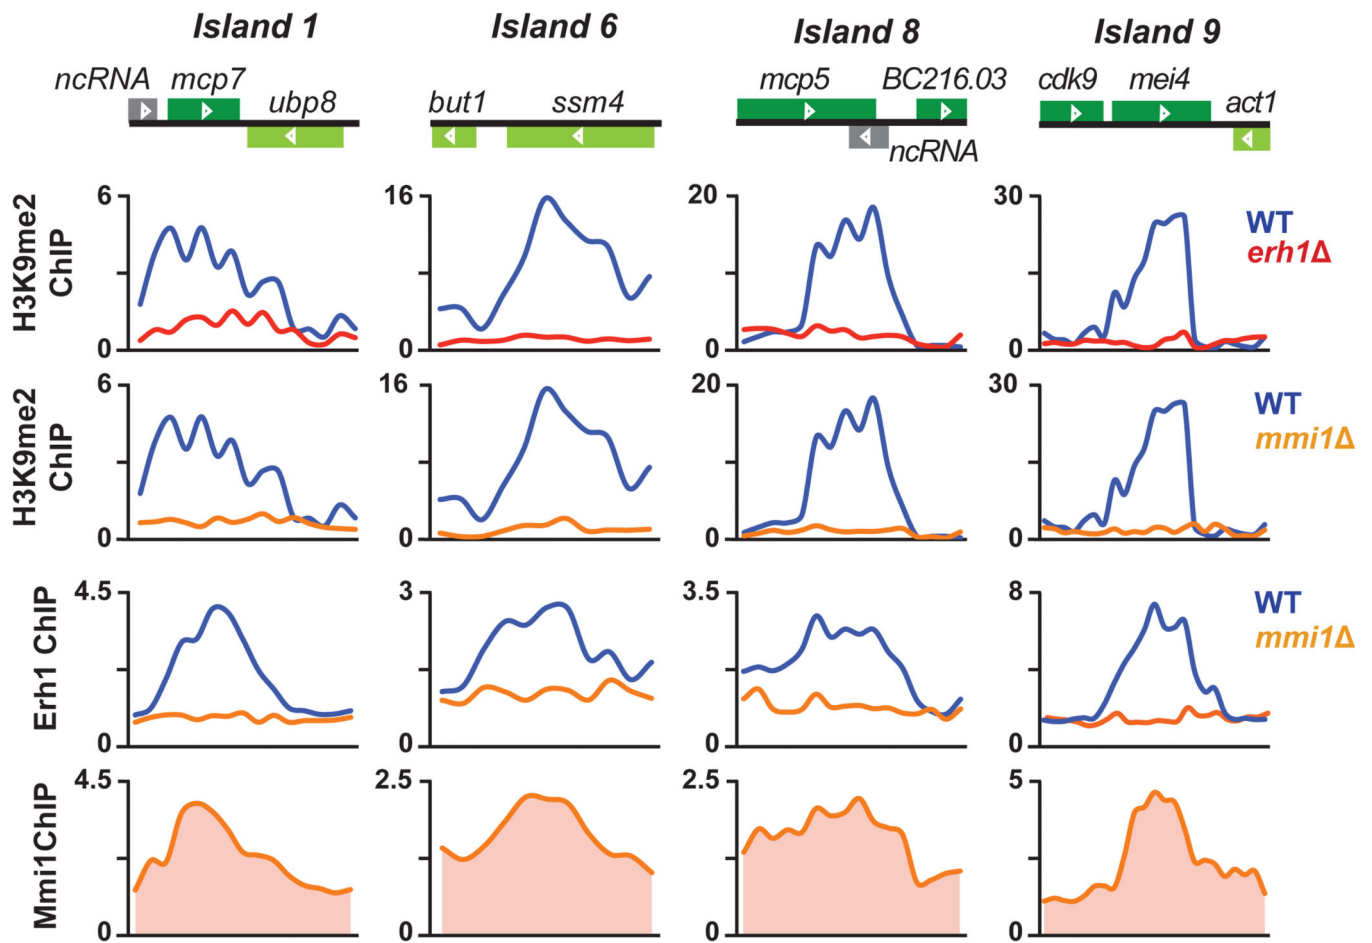 Island 1
Island 6
Island 8
Island 9
ncRNA
mcp7
ubp8
but1
ssm4
mcp5
BC216.03
ncRNA
cdk9
mei4
act1
H3K9me2
ChIP
6
0
16
0
20
0
30
0
WT
erh1Δ
H3K9me2
ChIP
6
0
16
0
20
0
30
0
WT
mmi1Δ
Erh1 ChIP
4.5
0
3
0
3.5
0
8
0
WT
mmi1Δ
Mmi1ChIP
4.5
0
2.5
0
2.5
0
5
0